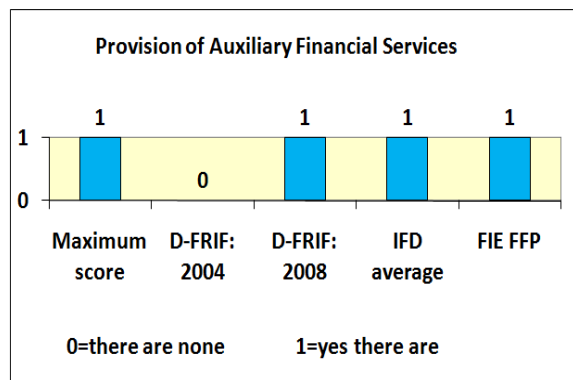 Provision of Auxiliary Financial Services
1 0 1 1 1
1
0
Maximum score D-FRIF: 2004 D-FRIF: 2008 IFD average FIE FFP
0=there are none 1=yes there are